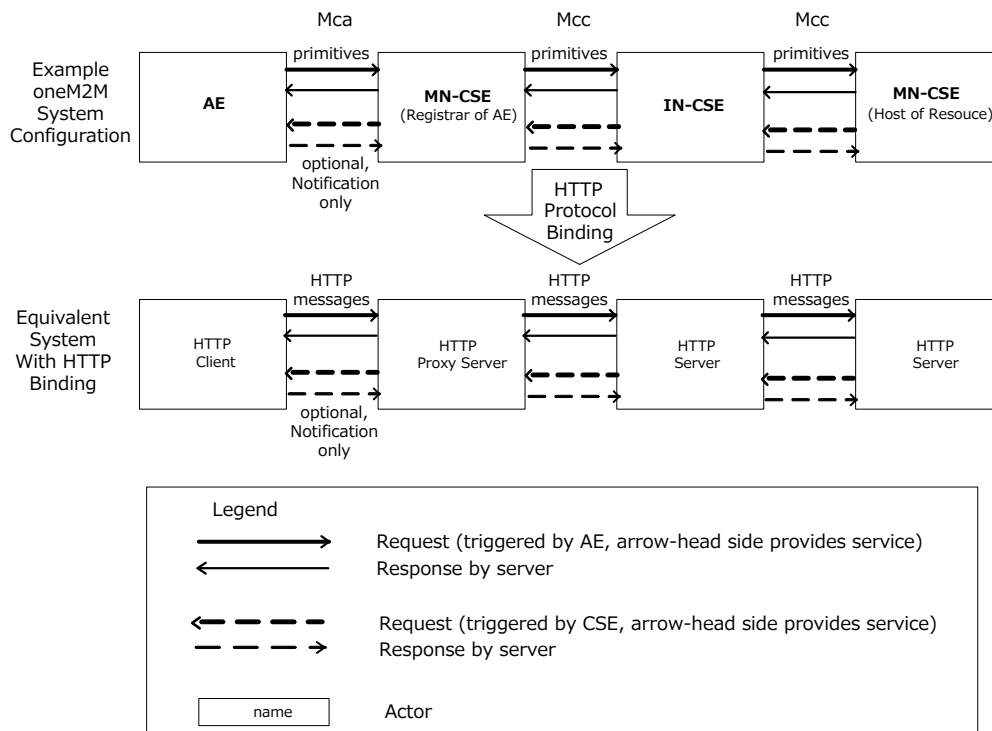 Mca
Mcc
Mcc
primitives
primitives
primitives
Example
oneM2M
System
Configuration
AE
MN-CSE
(Registrar of AE)
IN-CSE
MN-CSE
(Host of Resouce)
optional,
Notification
only
HTTP
Protocol
Binding
HTTP
messages
HTTP
messages
HTTP
messages
Equivalent
System
With HTTP
Binding
HTTP
Client
HTTP
Proxy Server
HTTP
Server
HTTP
Server
optional,
Notification
only
Legend
Request (triggered by AE, arrow-head side provides service)
Response by server
Request (triggered by CSE, arrow-head side provides service)
Response by server
name
Actor